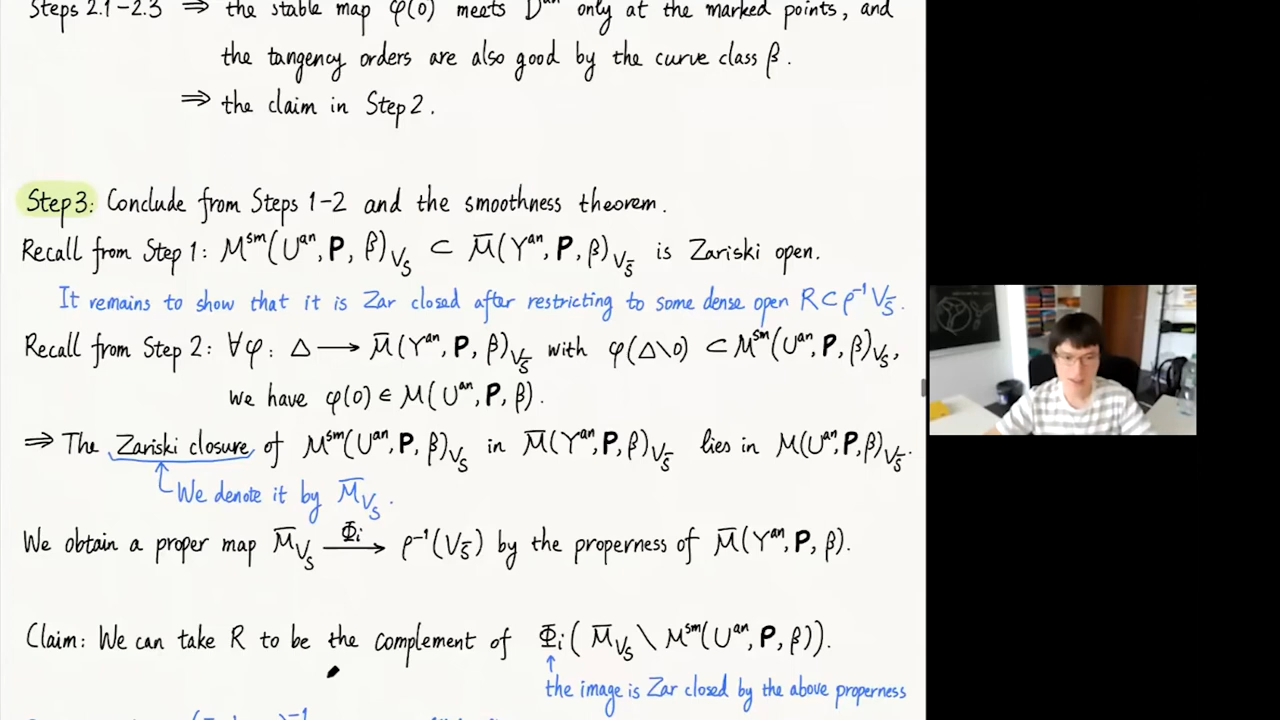 Steps 2.1-2.3 ⟹ the stable map φ(0) meets D^an only at the marked points, and
the tangency orders are also good by the curve class β.
⟹ the claim in Step 2.
Step 3: Conclude from Steps 1-2 and the smoothness theorem.
Recall from Step 1: M^sm(U^an, P, β)_{V_S} ⊂ M̄(Y^an, P, β)_{V_S̄} is Zariski open.
It remains to show that it is Zar closed after restricting to some dense open R ⊂ ρ^{-1} V_S̄.
Recall from Step 2: ∀φ: Δ ⟶ M̄(Y^an, P, β)_{V_S̄} with φ(Δ\0) ⊂ M^sm(U^an, P, β)_{V_S},
we have φ(0) ∈ M(U^an, P, β).
⟹ The Zariski closure of M^sm(U^an, P, β)_{V_S} in M̄(Y^an, P, β)_{V_S̄} lies in M(U^an, P, β)_{V_S̄}.
We denote it by M̄_{V_S}.
We obtain a proper map M̄_{V_S} ⟶^{Φ_i} ρ^{-1}(V_S̄) by the properness of M̄(Y^an, P, β).
Claim: We can take R to be the complement of Φ_i( M̄_{V_S} \ M^sm(U^an, P, β)).
↑
the image is Zar closed by the above properness